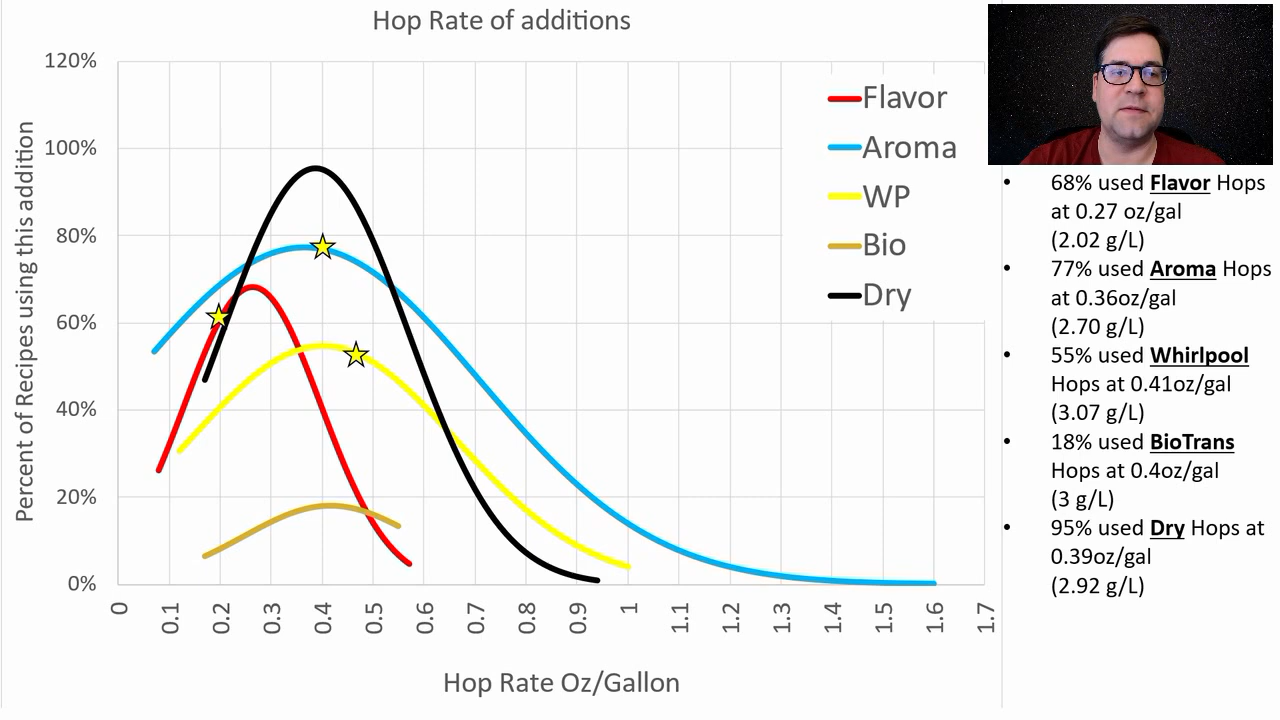 Hop Rate of additions
Percent of Recipes using this addition
120%
100%
80%
60%
40%
20%
0%
0 0.1 0.2 0.3 0.4 0.5 0.6 0.7 0.8 0.9 1 1.1 1.2 1.3 1.4 1.5 1.6 1.7
Hop Rate Oz/Gallon
Flavor
Aroma
WP
Bio
Dry
• 68% used Flavor Hops
at 0.27 oz/gal
(2.02 g/L)
• 77% used Aroma Hops
at 0.36oz/gal
(2.70 g/L)
• 55% used Whirlpool
Hops at 0.41oz/gal
(3.07 g/L)
• 18% used BioTrans
Hops at 0.4oz/gal
(3 g/L)
• 95% used Dry Hops at
0.39oz/gal
(2.92 g/L)